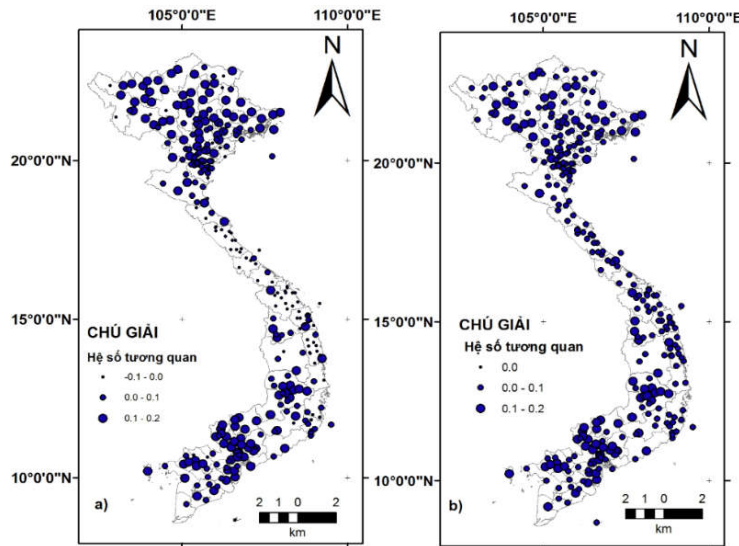 105°0'0"E 110°0'0"E
N
20°0'0"N
15°0'0"N
10°0'0"N
CHÚ GIẢI
Hệ số tương quan
-0.1 - 0.0
0.0 - 0.1
0.1 - 0.2
a)
2 1 0 2
km
105°0'0"E 110°0'0"E
N
20°0'0"N
15°0'0"N
10°0'0"N
CHÚ GIẢI
Hệ số tương quan
0.0
0.0 - 0.1
0.1 - 0.2
b)
2 1 0 2
km